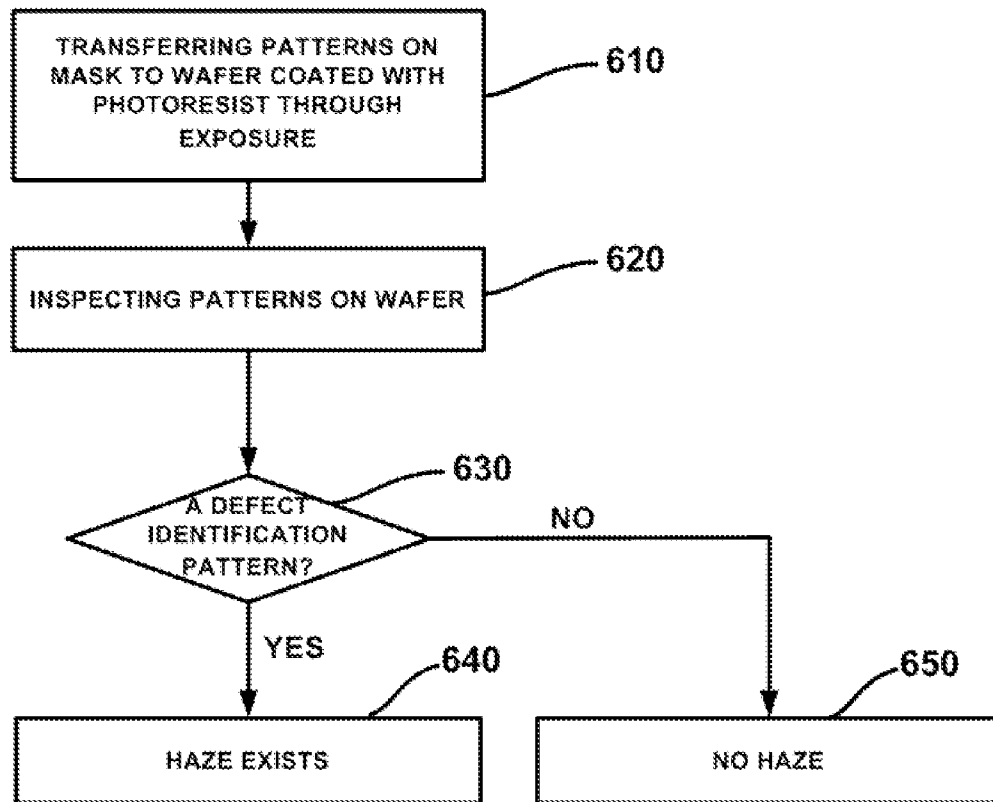 TRANSFERRING PATTERNS ON
MASK TO WAFER COATED WITH
PHOTORESIST THROUGH
EXPOSURE
610
INSPECTING PATTERNS ON WAFER
620
A DEFECT
IDENTIFICATION
PATTERN?
630
NO
YES
HAZE EXISTS
640
NO HAZE
650